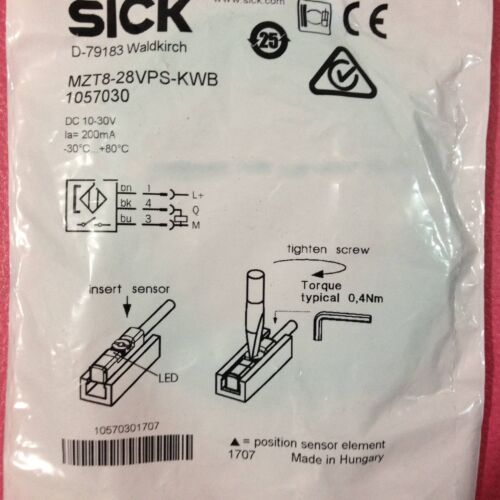 SICK
www.sick.com
D-79183 Waldkirch
25
MZT8-28VPS-KWB
1057030
DC 10-30V
Ia= 200mA
-30°C...+80°C
bn 1 L+
bk 4 Q
bu 3 M
tighten screw
Torque
typical 0,4Nm
insert sensor
LED
10570301707
▲ = position sensor element
1707 Made in Hungary